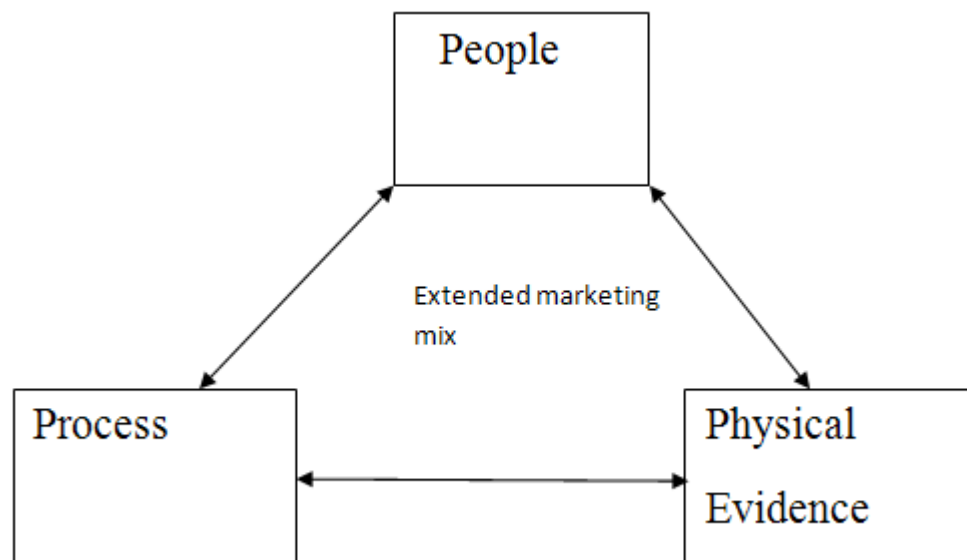 People
Extended marketing
mix
Process
Physical
Evidence